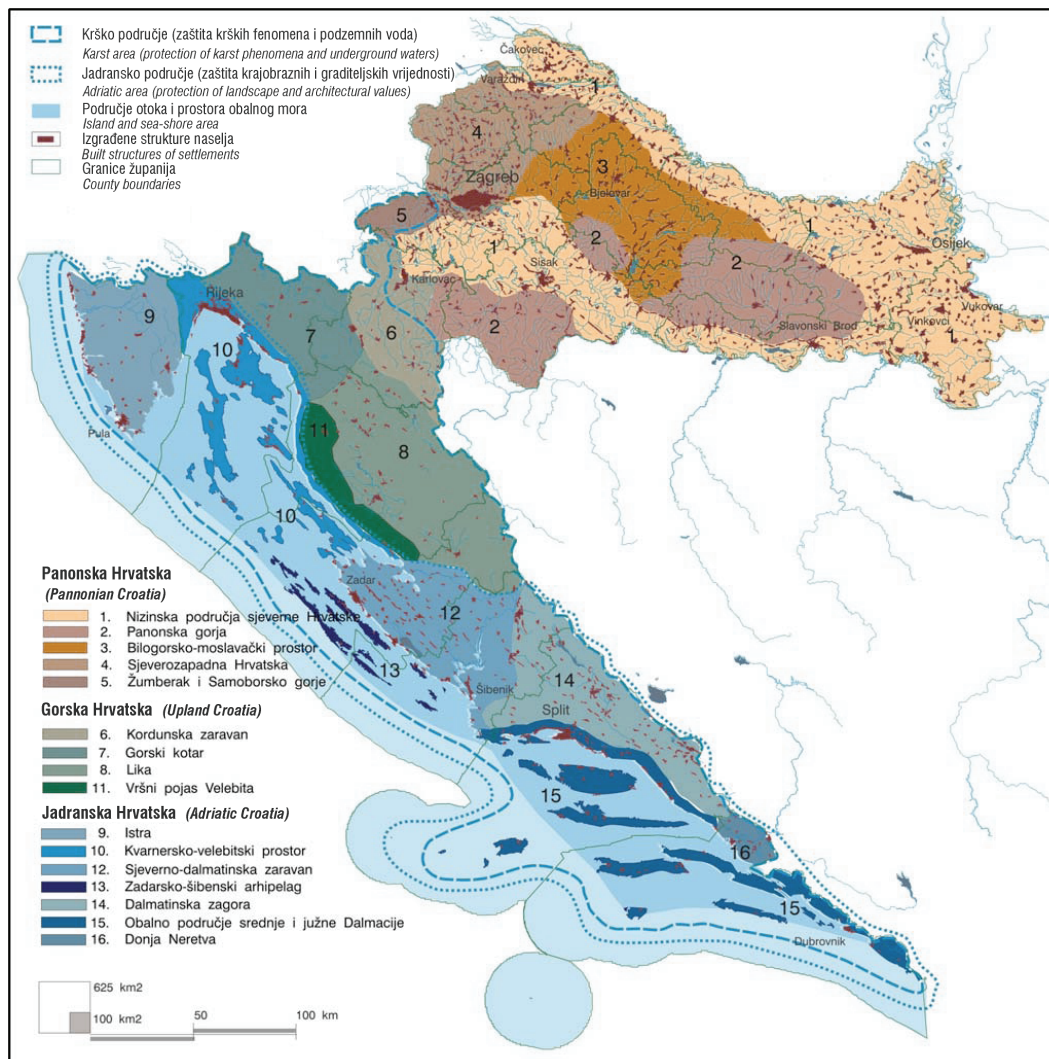 Krško područje (zaštita krških fenomena i podzemnih voda)
Karst area (protection of karst phenomena and underground waters)
Jadransko područje (zaštita krajobraznih i graditeljskih vrijednosti)
Adriatic area (protection of landscape and architectural values)
Područje otoka i prostora obalnog mora
Island and sea-shore area
Izgrađene strukture naselja
Built structures of settlements
Granice županija
County boundaries
Čakovec
Varaždin
1
4
3
Zagreb
Bjelovar
5
1
2
1
Osijek
Sisak
2
Karlovac
Rijeka
9
Vukovar
Vinkovci
2
Slavonski Brod
1
6
7
10
Pula
11
8
10
Zadar
12
13
Šibenik
14
Split
15
16
15
Dubrovnik
Panonska Hrvatska
(Pannonian Croatia)
1. Nizinska područja sjeverne Hrvatske
2. Panonska gorja
3. Bilogorsko-moslavački prostor
4. Sjeverozapadna Hrvatska
5. Žumberak i Samoborsko gorje
Gorska Hrvatska (Upland Croatia)
6. Kordunska zaravan
7. Gorski kotar
8. Lika
11. Vršni pojas Velebita
Jadranska Hrvatska (Adriatic Croatia)
9. Istra
10. Kvarnersko-velebitski prostor
12. Sjeverno-dalmatinska zaravan
13. Zadarsko-šibenski arhipelag
14. Dalmatinska zagora
15. Obalno područje srednje i južne Dalmacije
16. Donja Neretva
625 km2
100 km2
50
100 km